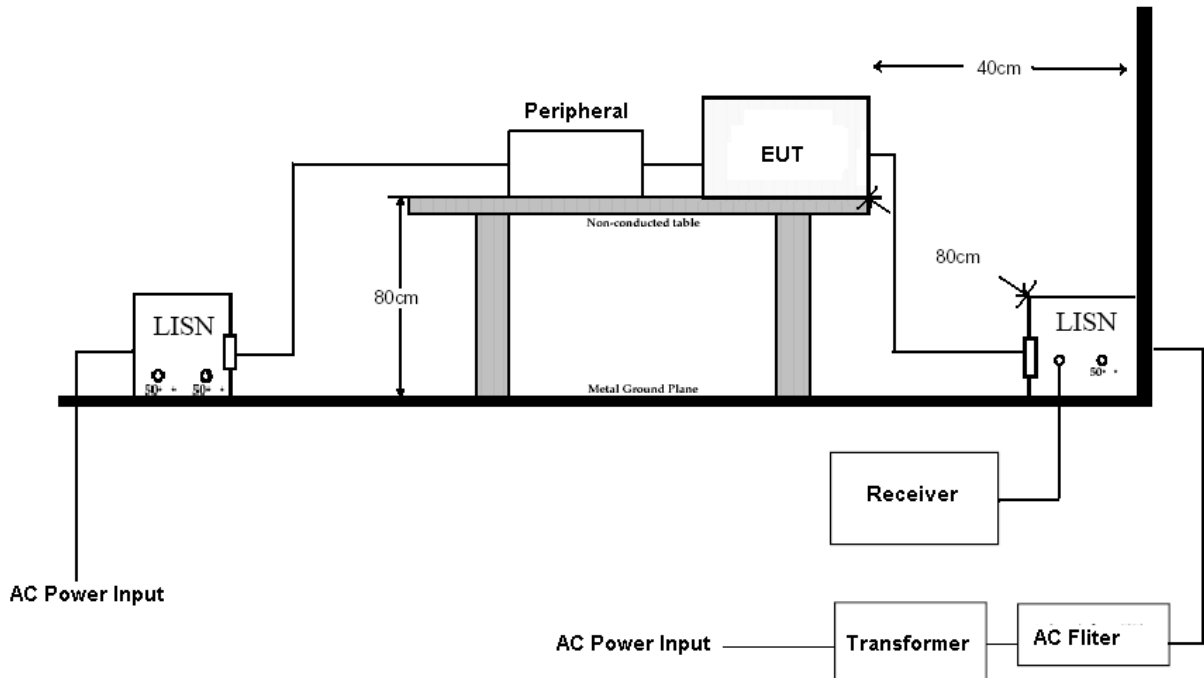 40cm
Peripheral
EUT
Non-conducted table
80cm
80cm
LISN
LISN
50
50 50
Metal Ground Plane
Receiver
AC Power Input
AC Power Input
Transformer
AC Fliter